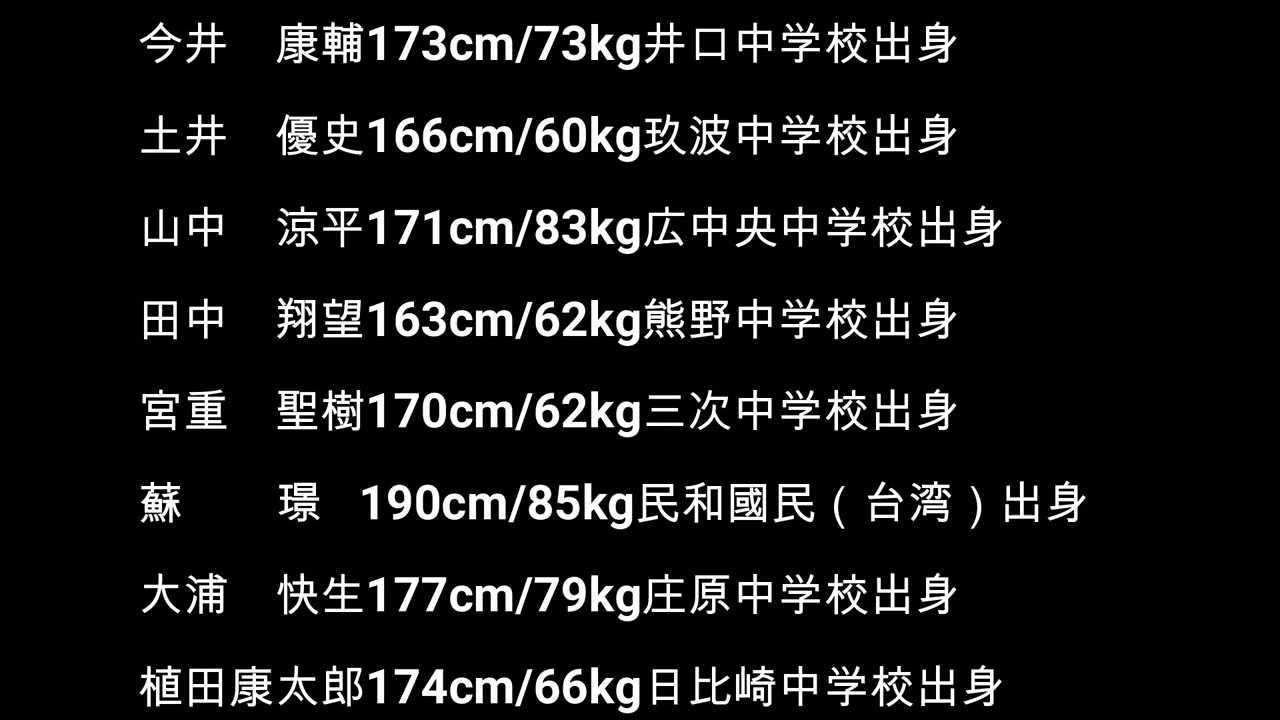 今井　康輔173cm/73kg井口中学校出身
土井　優史166cm/60kg玖波中学校出身
山中　涼平171cm/83kg広中央中学校出身
田中　翔望163cm/62kg熊野中学校出身
宮重　聖樹170cm/62kg三次中学校出身
蘇　　璟 190cm/85kg民和國民（台湾）出身
大浦　快生177cm/79kg庄原中学校出身
植田康太郎174cm/66kg日比崎中学校出身